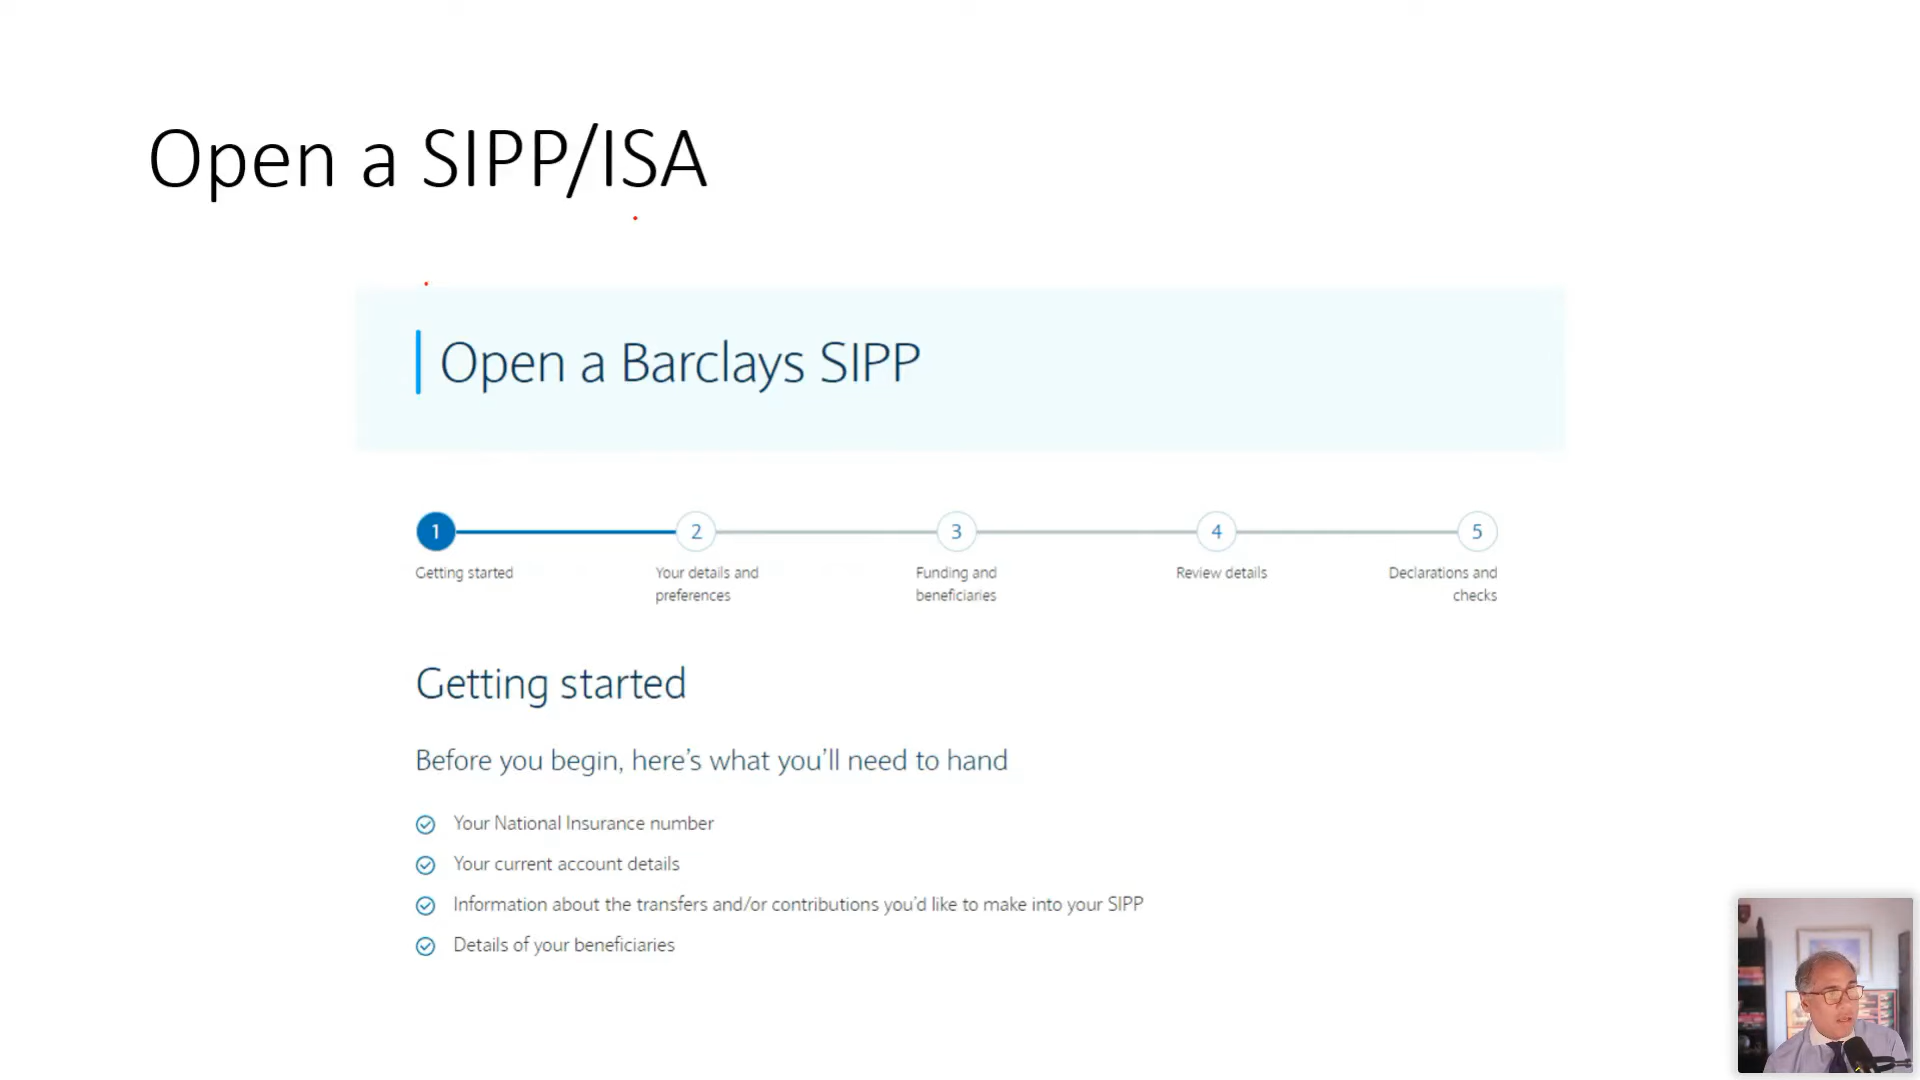 Open a SIPP/ISA
Open a Barclays SIPP
1 2 3 4 5
Getting started
Your details and
preferences
Funding and
beneficiaries
Review details
Declarations and
checks
Getting started
Before you begin, here's what you'll need to hand
Your National Insurance number
Your current account details
Information about the transfers and/or contributions you'd like to make into your SIPP
Details of your beneficiaries